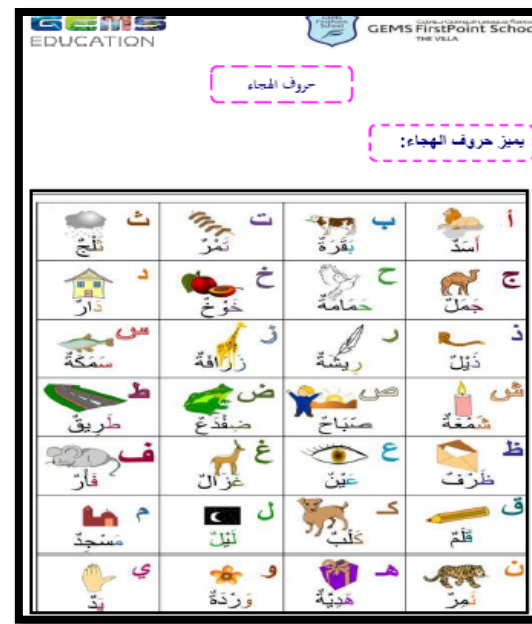 GEMS
EDUCATION
GEMS FirstPoint School
THE VILLA
حروف الهجاء
يميز حروف الهجاء:
أ ب ت ث
أَسَدٌ بَقَرَةٌ تَمْرٌ ثَلْجٌ
ج ح خ د
جَمَلٌ حَمَامَةٌ خَوْخٌ دَارٌ
ذ ر ز س
ذَيْلٌ رِيشَةٌ زَرَافَةٌ سَمَكَةٌ
ش ص ض ط
شَمْعَةٌ صَبَاحٌ ضِفْدَعٌ طَرِيقٌ
ظ ع غ ف
ظَرْفٌ عَيْنٌ غَزَالٌ فَأْرٌ
ق كـ ل م
قَلَمٌ كَلْبٌ لَيْلٌ مَسْجِدٌ
ن هـ و ي
نَمِرٌ هَدِيَّةٌ وَرْدَةٌ يَدٌ